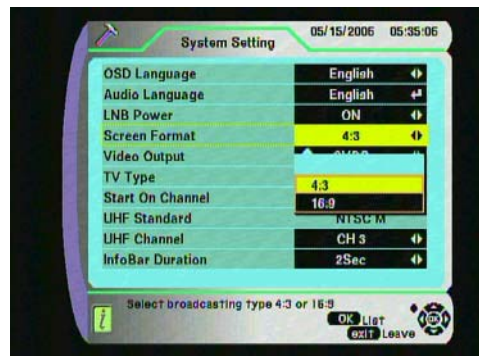 System Setting
05/15/2006 05:35:06
OSD Language English
Audio Language English
LNB Power ON
Screen Format 4:3
Video Output
TV Type
4:3
Start On Channel
16:9
UHF Standard NTSC M
UHF Channel CH 3
InfoBar Duration 2Sec
Select broadcasting type 4:3 or 16:9
OK List
exit Leave
OK